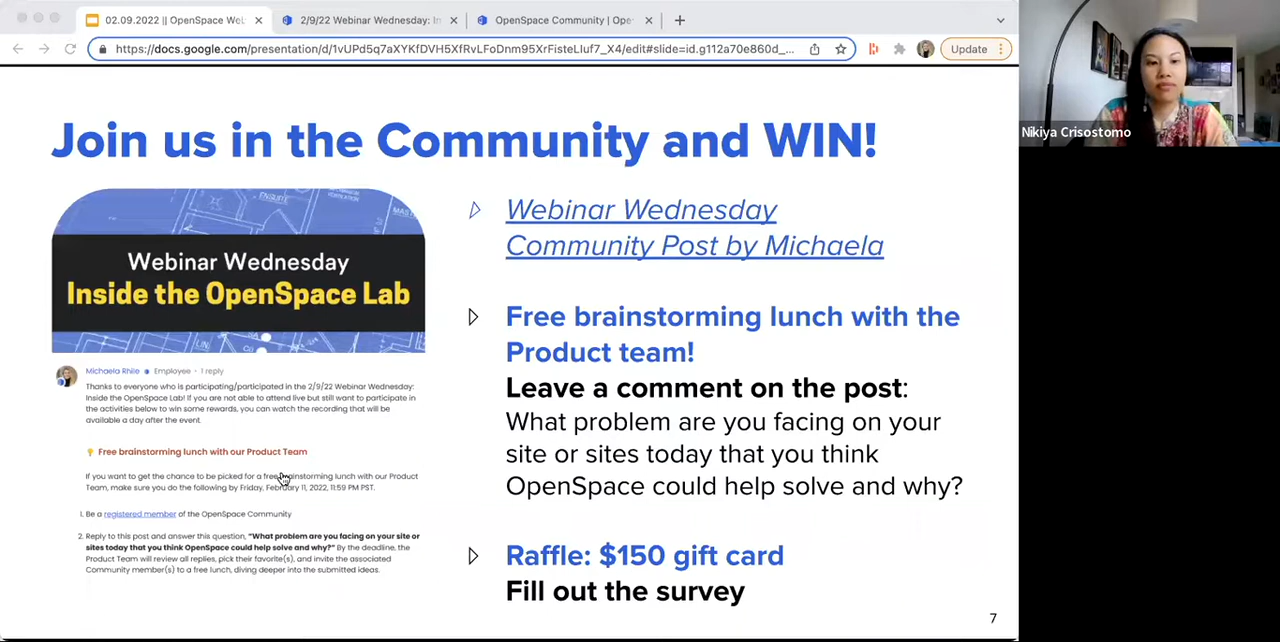 02.09.2022 || OpenSpace Web
2/9/22 Webinar Wednesday: In
OpenSpace Community | Ope
https://docs.google.com/presentation/d/1vUPd5q7aXYKfDVH5XfRvLFoDnm95XrFisteLIuf7_X4/edit#slide=id.g112a70e860d_...
Update
Nikiya Crisostomo
Join us in the Community and WIN!
ENSUIT
Webinar Wednesday
Inside the OpenSpace Lab
LIN
Michaela Rhile Employee · 1 reply
Thanks to everyone who is participating/participated in the 2/9/22 Webinar Wednesday:
Inside the OpenSpace Lab! If you are not able to attend live but still want to participate in
the activities below to win some rewards, you can watch the recording that will be
available a day after the event.
Free brainstorming lunch with our Product Team
If you want to get the chance to be picked for a free brainstorming lunch with our Product
Team, make sure you do the following by Friday, February 11, 2022, 11:59 PM PST.
1. Be a registered member of the OpenSpace Community
2. Reply to this post and answer this question, "What problem are you facing on your site or
sites today that you think OpenSpace could help solve and why?" By the deadline, the
Product Team will review all replies, pick their favorite(s), and invite the associated
Community member(s) to a free lunch, diving deeper into the submitted ideas.
Webinar Wednesday
Community Post by Michaela
Free brainstorming lunch with the
Product team!
Leave a comment on the post:
What problem are you facing on your
site or sites today that you think
OpenSpace could help solve and why?
Raffle: $150 gift card
Fill out the survey
7